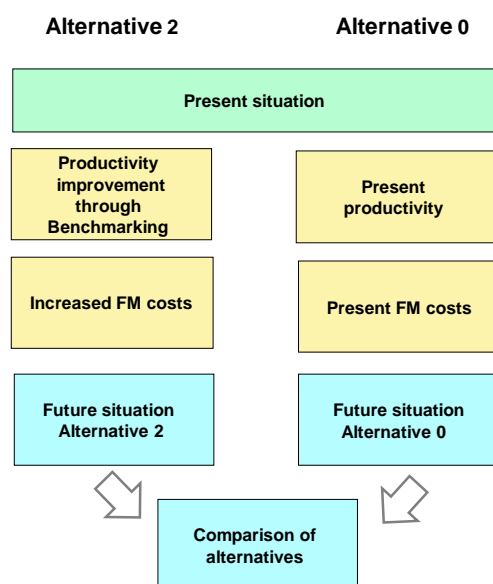 Alternative 2
Alternative 0
Present situation
Productivity
improvement
through
Benchmarking
Present
productivity
Increased FM costs
Present FM costs
Future situation
Alternative 2
Future situation
Alternative 0
Comparison of
alternatives